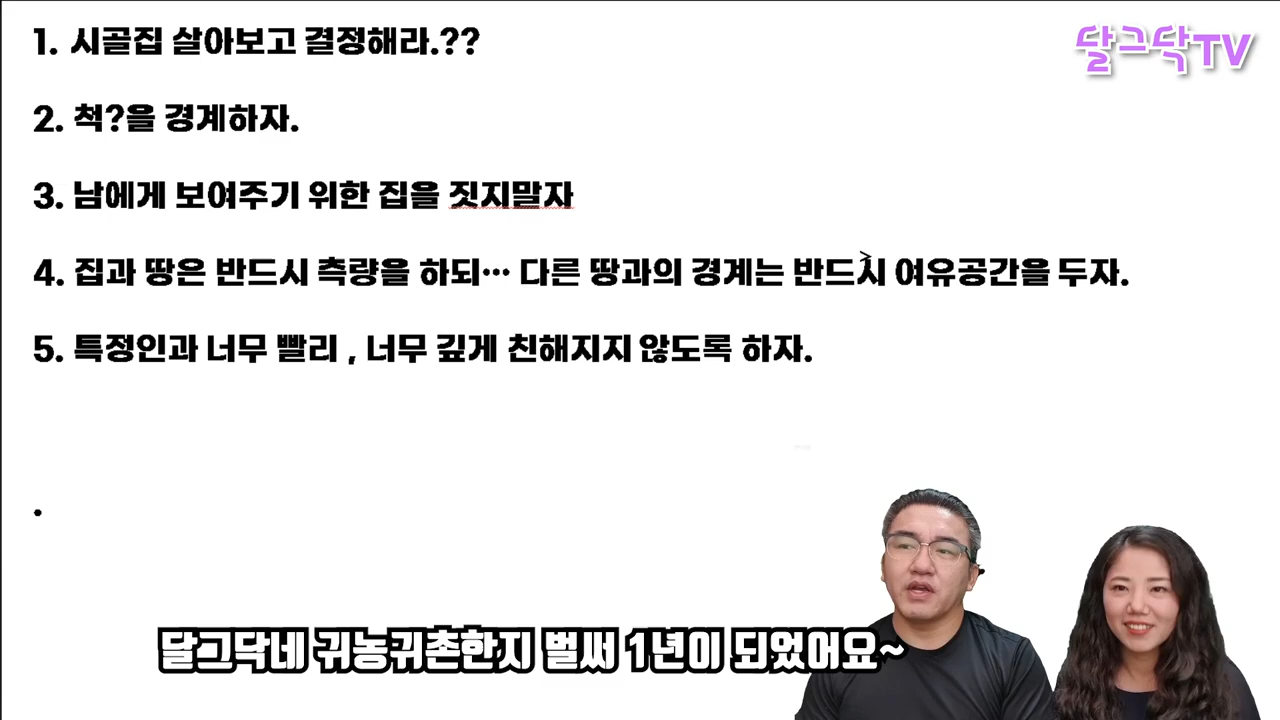 1. 시골집 살아보고 결정해라.??
달그닥TV
2. 척?을 경계하자.
3. 남에게 보여주기 위한 집을 짓지말자
4. 집과 땅은 반드시 측량을 하되… 다른 땅과의 경계는 반드시 여유공간을 두자.
5. 특정인과 너무 빨리 , 너무 깊게 친해지지 않도록 하자.
.
달그닥네 귀농귀촌한지 벌써 1년이 되었어요~